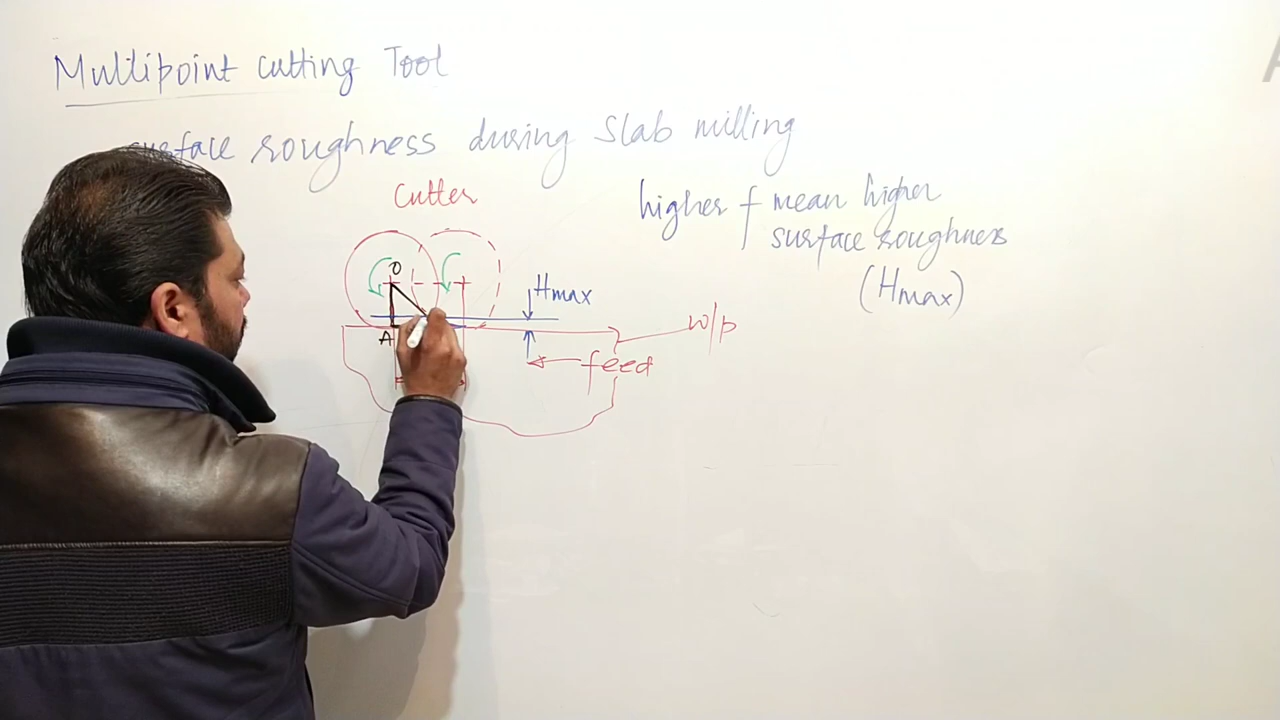 Multipoint cutting Tool
surface roughness during slab milling
Cutter
higher f mean higher
surface roughness
(Hmax)
O
Hmax
A
w/p
feed